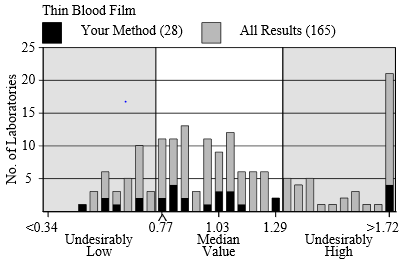 Thin Blood Film
Your Method (28) All Results (165)
No. of Laboratories
25
20
15
10
5
<0.34 0.77 1.03 1.29 >1.72
Undesirably Median Undesirably
Low Value High